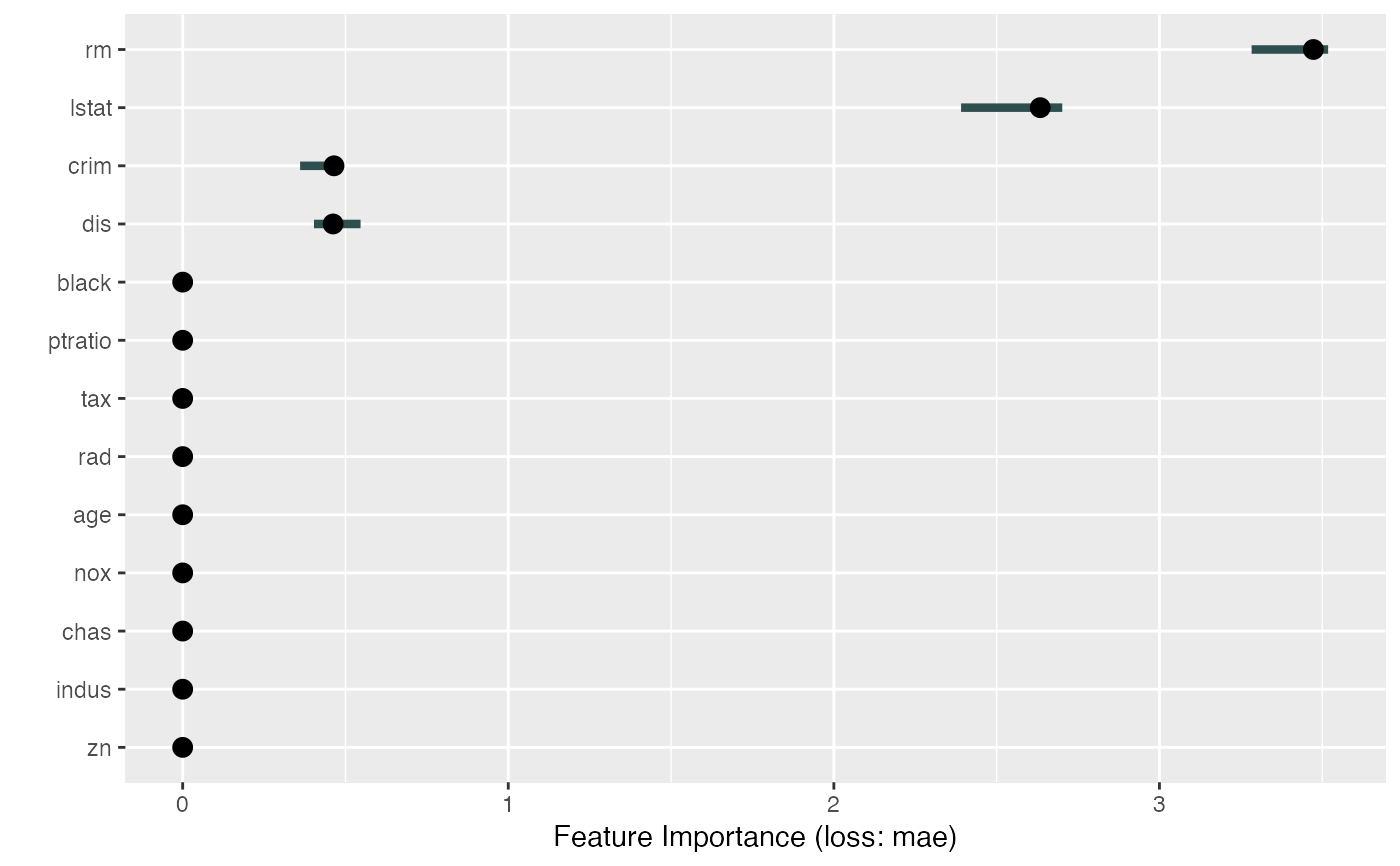 rm
lstat
crim
dis
black
ptratio
tax
rad
age
nox
chas
indus
zn
0 1 2 3
Feature Importance (loss: mae)